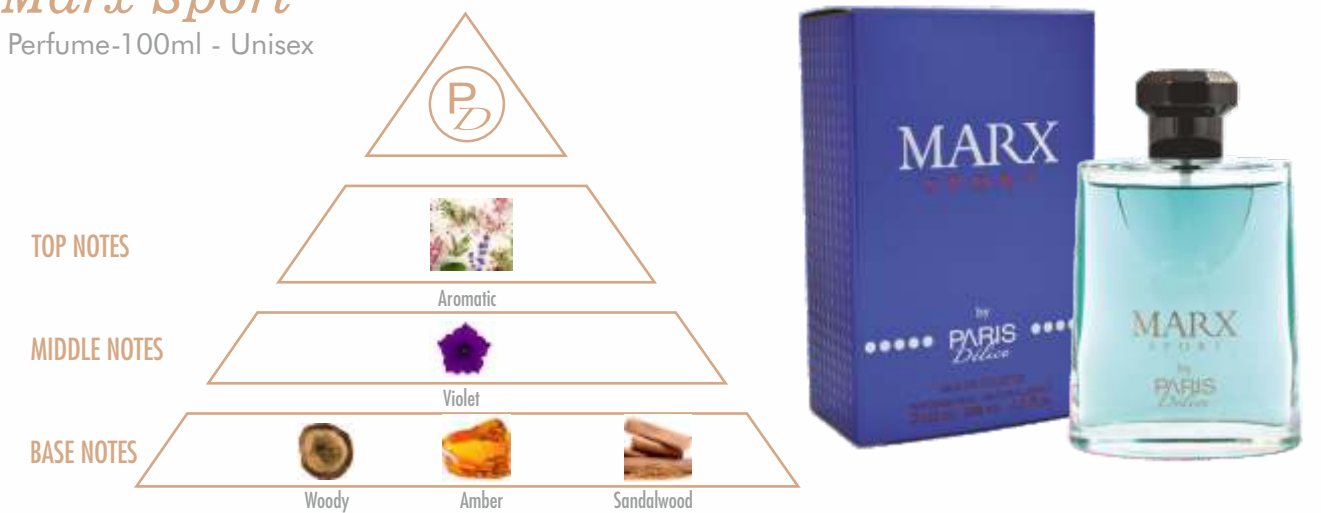 Marx Sport
Perfume-100ml - Unisex
P
D
TOP NOTES
Aromatic
MIDDLE NOTES
Violet
BASE NOTES
Woody
Amber
Sandalwood
MARX
SPORT
by
PARIS
Délice
MARX
SPORT
by
PARIS
Délice